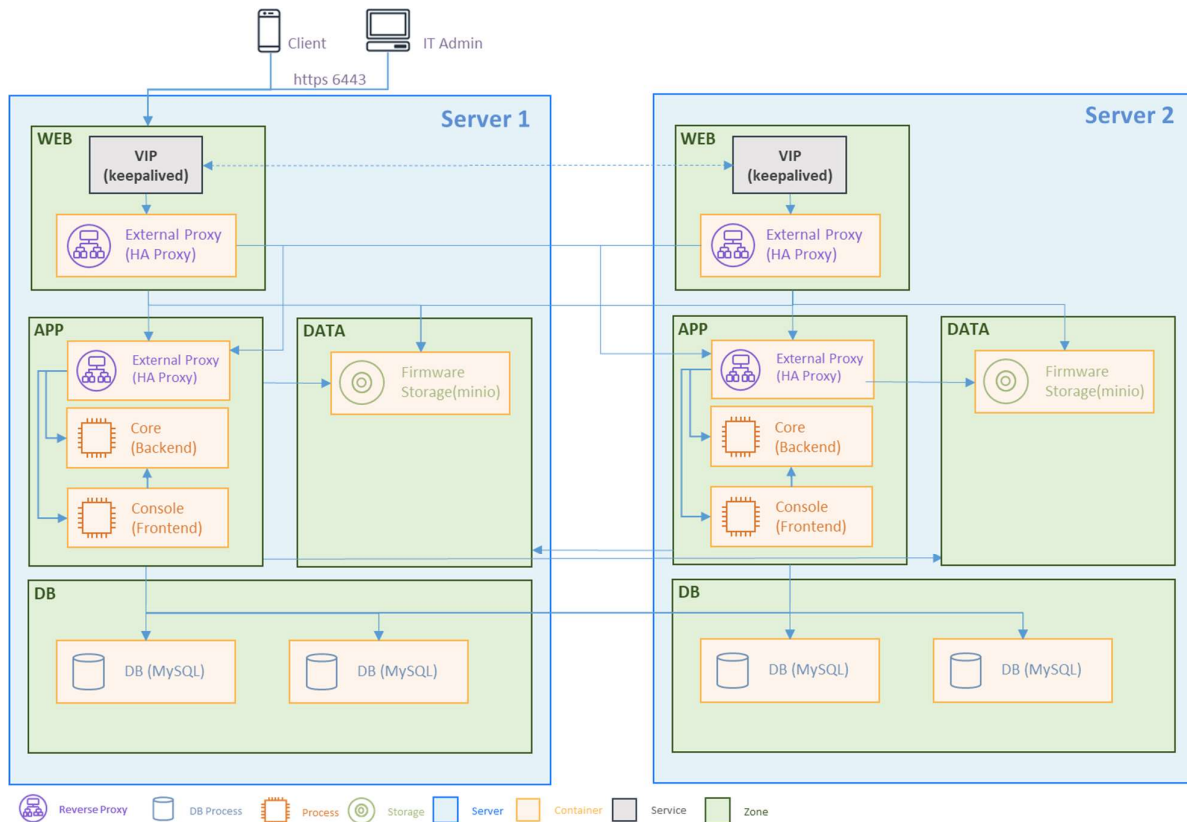 Client
IT Admin
https 6443
Server 1
WEB
VIP
(keepalived)
External Proxy
(HA Proxy)
APP
External Proxy
(HA Proxy)
Core
(Backend)
Console
(Frontend)
DATA
Firmware
Storage(minio)
DB
DB (MySQL)
DB (MySQL)
Server 2
WEB
VIP
(keepalived)
External Proxy
(HA Proxy)
APP
External Proxy
(HA Proxy)
Core
(Backend)
Console
(Frontend)
DATA
Firmware
Storage(minio)
DB
DB (MySQL)
DB (MySQL)
Reverse Proxy
DB Process
Process
Storage
Server
Container
Service
Zone